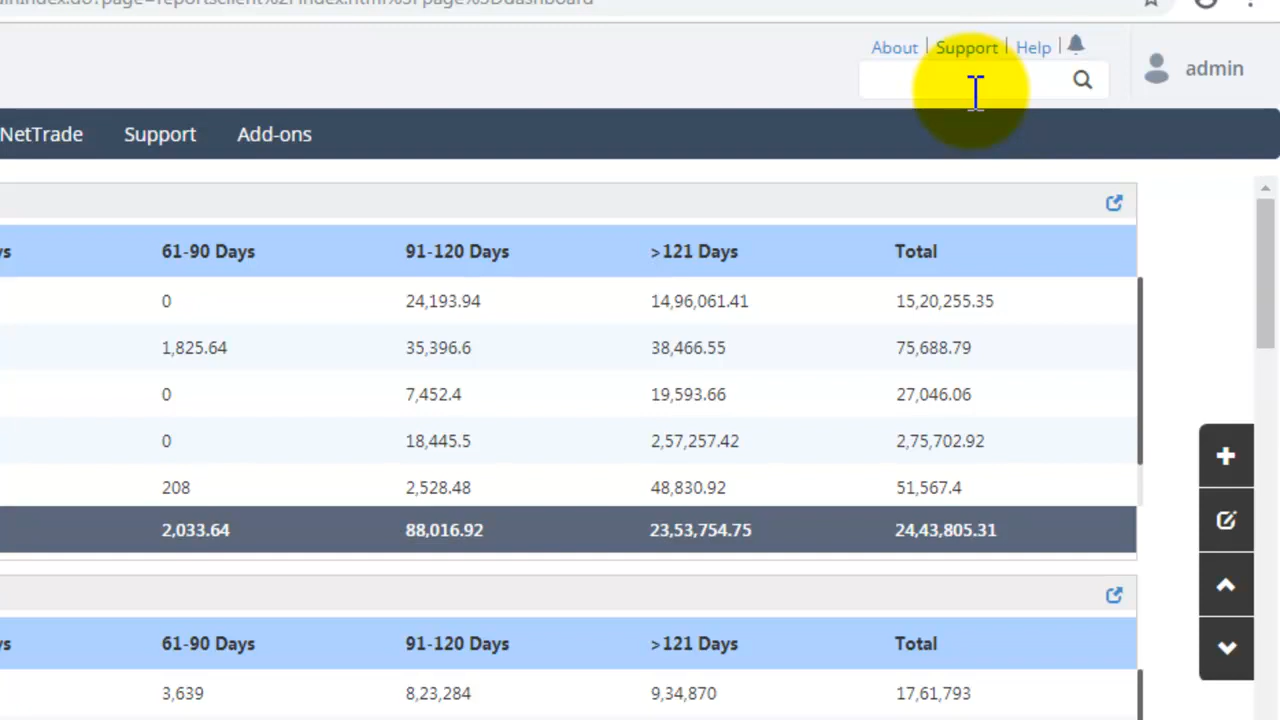 About | Support | Help |
admin
NetTrade Support Add-ons
61-90 Days 91-120 Days >121 Days Total
0 24,193.94 14,96,061.41 15,20,255.35
1,825.64 35,396.6 38,466.55 75,688.79
0 7,452.4 19,593.66 27,046.06
0 18,445.5 2,57,257.42 2,75,702.92
208 2,528.48 48,830.92 51,567.4
2,033.64 88,016.92 23,53,754.75 24,43,805.31
61-90 Days 91-120 Days >121 Days Total
3,639 8,23,284 9,34,870 17,61,793